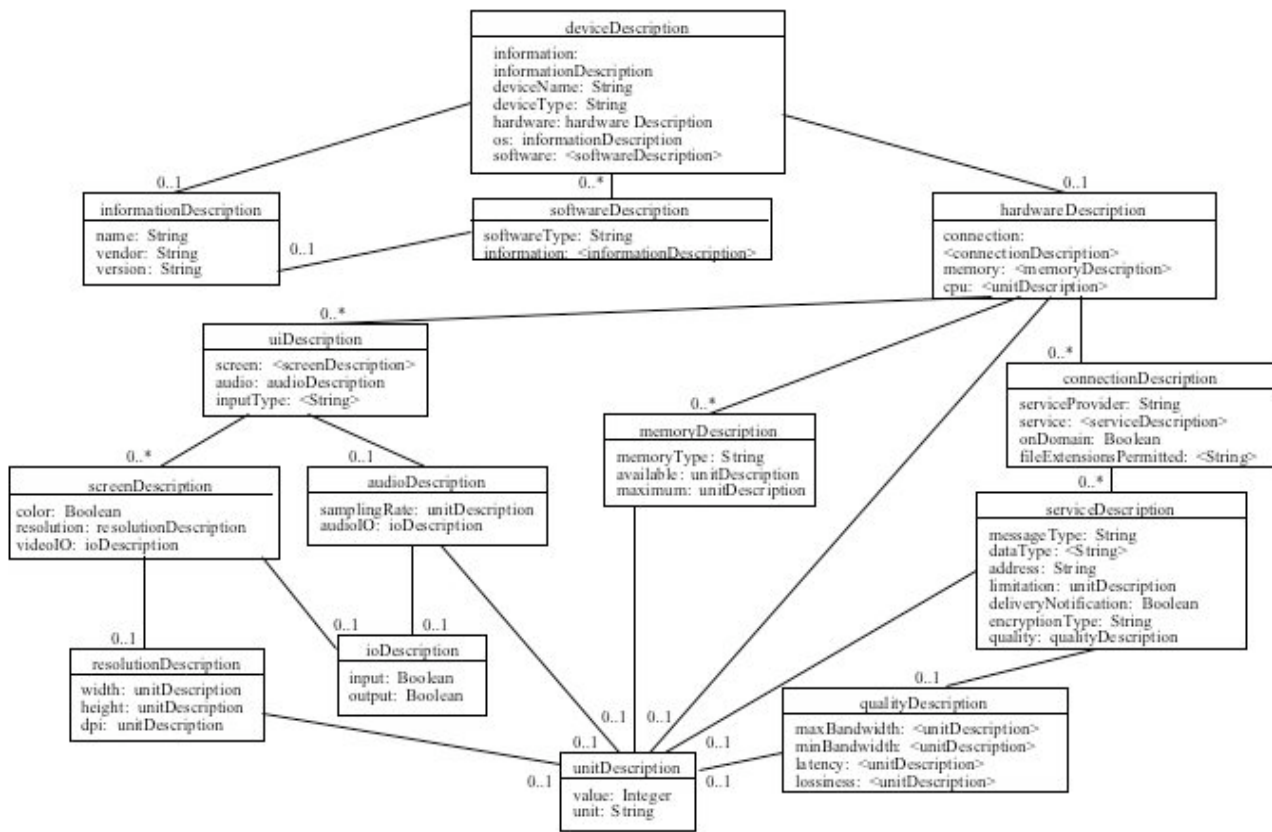 deviceDescription
information:
informationDescription
deviceName: String
deviceType: String
hardware: hardware Description
os: informationDescription
software: <softwareDescription>
0..1
0..*
0..1
informationDescription
name: String
vendor: String
version: String
0..1
softwareDescription
softwareType: String
information: <informationDescription>
hardwareDescription
connection:
<connectionDescription>
memory: <memoryDescription>
cpu: <unitDescription>
0..*
uiDescription
screen: <screenDescription>
audio: audioDescription
inputType: <String>
0..*
connectionDescription
serviceProvider: String
service: <serviceDescription>
onDomain: Boolean
fileExtensionsPermitted: <String>
0..*
memoryDescription
memoryType: String
available: unitDescription
maximum: unitDescription
0..*
0..1
screenDescription
color: Boolean
resolution: resolutionDescription
videoIO: ioDescription
audioDescription
samplingRate: unitDescription
audioIO: ioDescription
0..*
serviceDescription
messageType: String
dataType: <String>
address: String
limitation: unitDescription
deliveryNotification: Boolean
encryptionType: String
quality: qualityDescription
0..1
0..1
0..1
resolutionDescription
width: unitDescription
height: unitDescription
dpi: unitDescription
ioDescription
input: Boolean
output: Boolean
0..1
qualityDescription
maxBandwidth: <unitDescription>
minBandwidth: <unitDescription>
latency: <unitDescription>
lossiness: <unitDescription>
0..1
0..1
0..1
0..1
0..1
0..1
unitDescription
value: Integer
unit: String